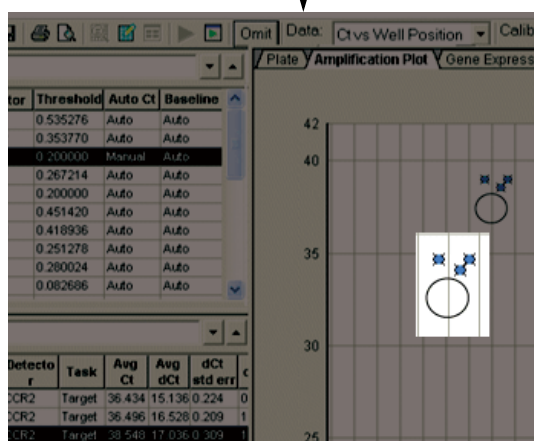 Omit Data: Ct vs Well Position Calib
Plate Amplification Plot Gene Express
tor Threshold Auto Ct Baseline
0.535276 Auto Auto
0.353770 Auto Auto
0.200000 Manual Auto
0.267214 Auto Auto
0.200000 Auto Auto
0.451420 Auto Auto
0.418936 Auto Auto
0.251278 Auto Auto
0.280024 Auto Auto
0.082686 Auto Auto
42
40
35
30
25
Detector Task Avg Ct Avg dCt dCt std err
CCR2 Target 36.434 15.136 0.224 0
CCR2 Target 36.496 16.528 0.209 1
CCR2 Target 38.548 17.036 0.309 1